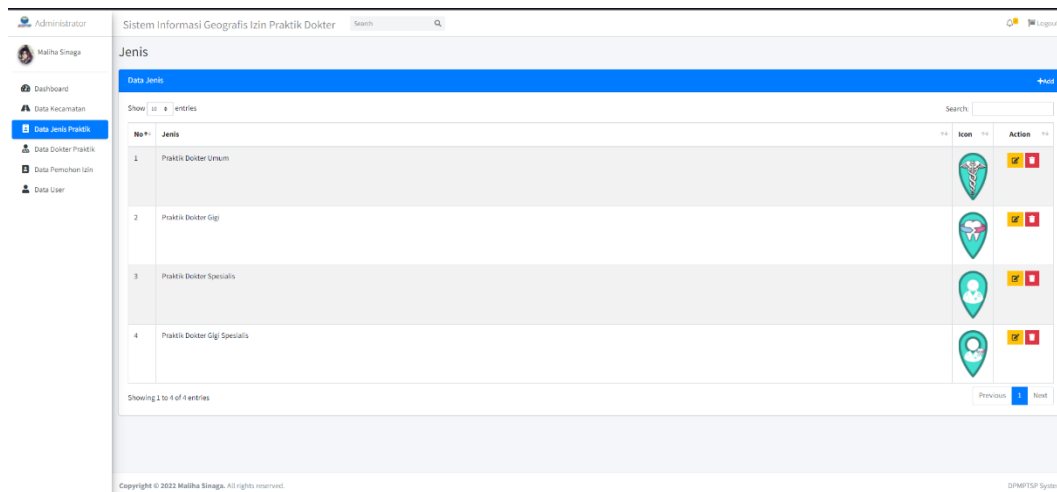 Administrator
Sistem Informasi Geografis Izin Praktik Dokter
Search
Logout
Maliha Sinaga
Jenis
Dashboard
Data Kecamatan
Data Jenis Praktik
Data Dokter Praktik
Data Pemohon Izin
Data User
Data Jenis
+Add
Show 10 entries
Search:
No Jenis Icon Action
1 Praktik Dokter Umum
2 Praktik Dokter Gigi
3 Praktik Dokter Spesialis
4 Praktik Dokter Gigi Spesialis
Showing 1 to 4 of 4 entries
Previous 1 Next
Copyright © 2022 Maliha Sinaga. All rights reserved.
DPMPTSP System